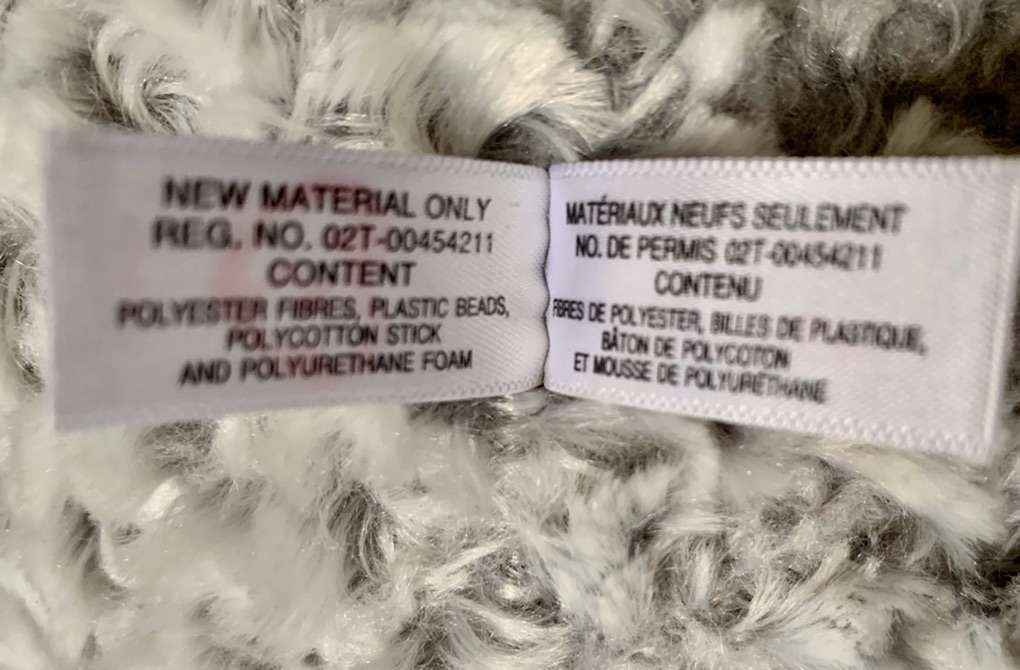 NEW MATERIAL ONLY
REG. NO. 02T-00454211
CONTENT
POLYESTER FIBRES, PLASTIC BEADS,
POLYCOTTON STICK
AND POLYURETHANE FOAM
MATÉRIAUX NEUFS SEULEMENT
NO. DE PERMIS 02T-00454211
CONTENU
FIBRES DE POLYESTER, BILLES DE PLASTIQUE,
BÂTON DE POLYCOTON
ET MOUSSE DE POLYURÉTHANE